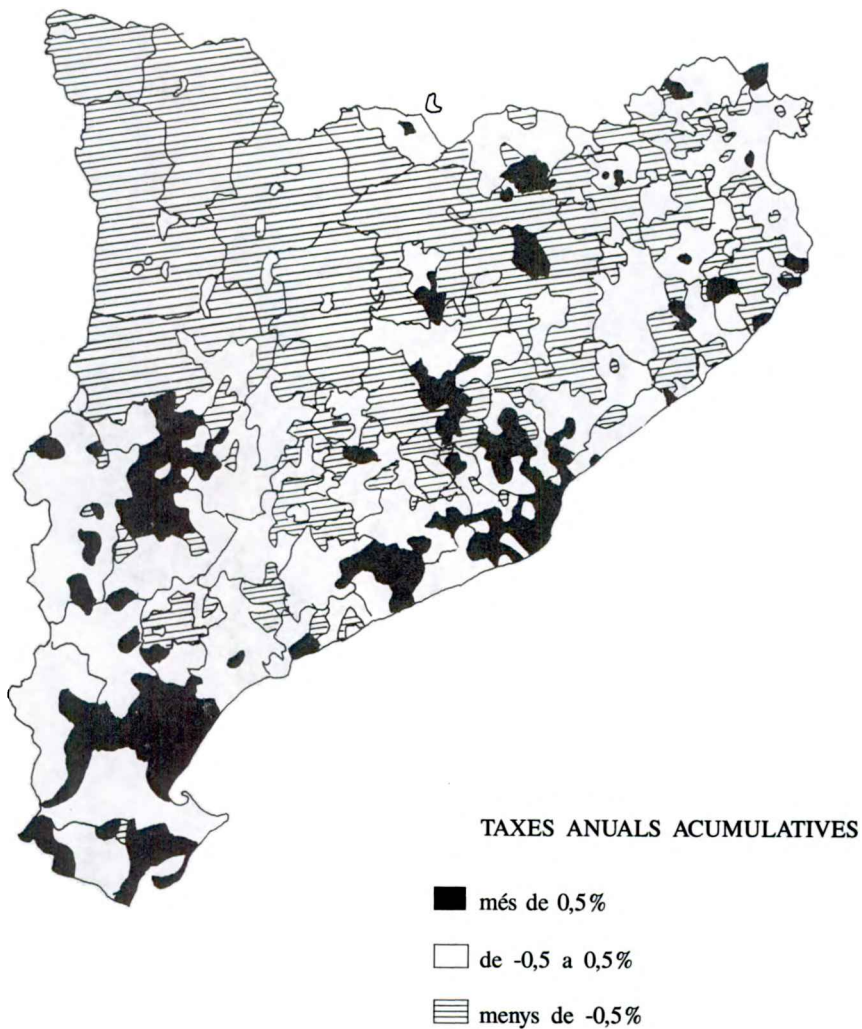 TAXES ANUALS ACUMULATIVES
més de 0,5%
de -0,5 a 0,5%
menys de -0,5%